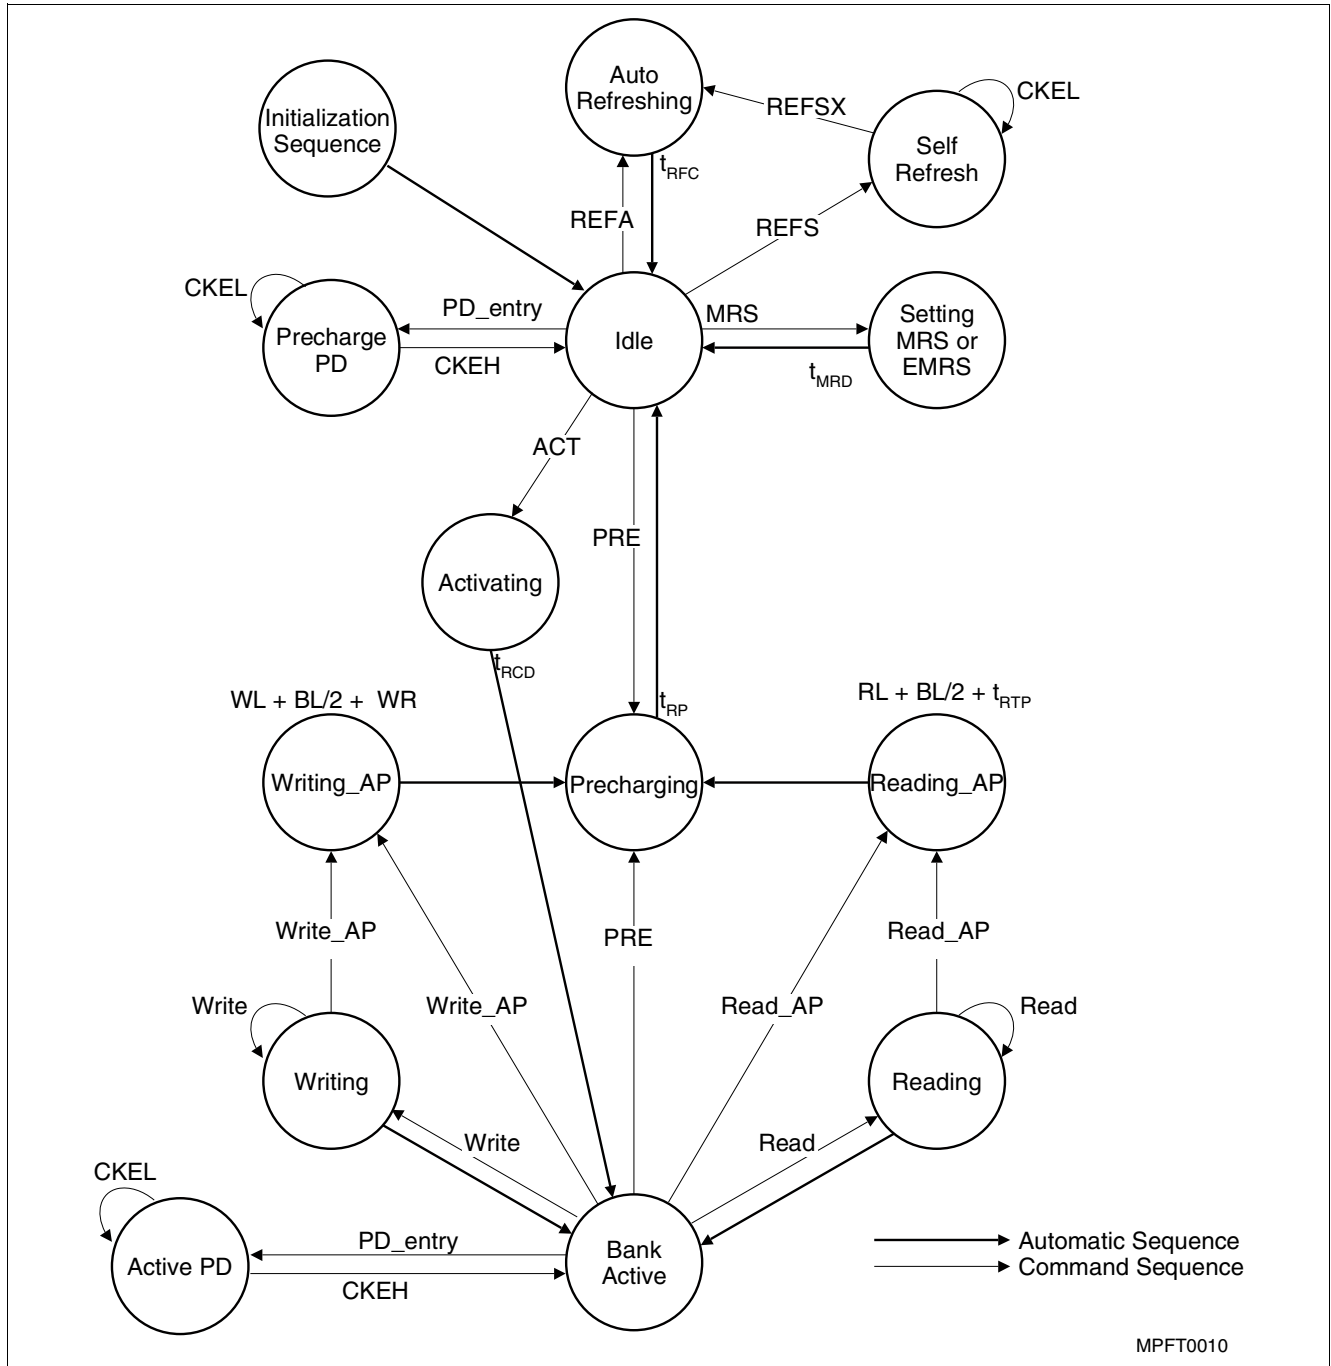 Auto
Refreshing
Initialization
Sequence
REFSX
CKEL
Self
Refresh
tRFC
REFA
REFS
CKEL
PD_entry
MRS
Precharge
PD
Idle
Setting
MRS or
EMRS
CKEH
tMRD
ACT
PRE
Activating
tRCD
WL + BL/2 + WR
tRP
RL + BL/2 + tRTP
Writing_AP
Precharging
Reading_AP
Write_AP
PRE
Read_AP
Write
Write_AP
Read_AP
Read
Writing
Reading
Write
Read
CKEL
PD_entry
Active PD
Bank
Active
CKEH
Automatic Sequence
Command Sequence
MPFT0010